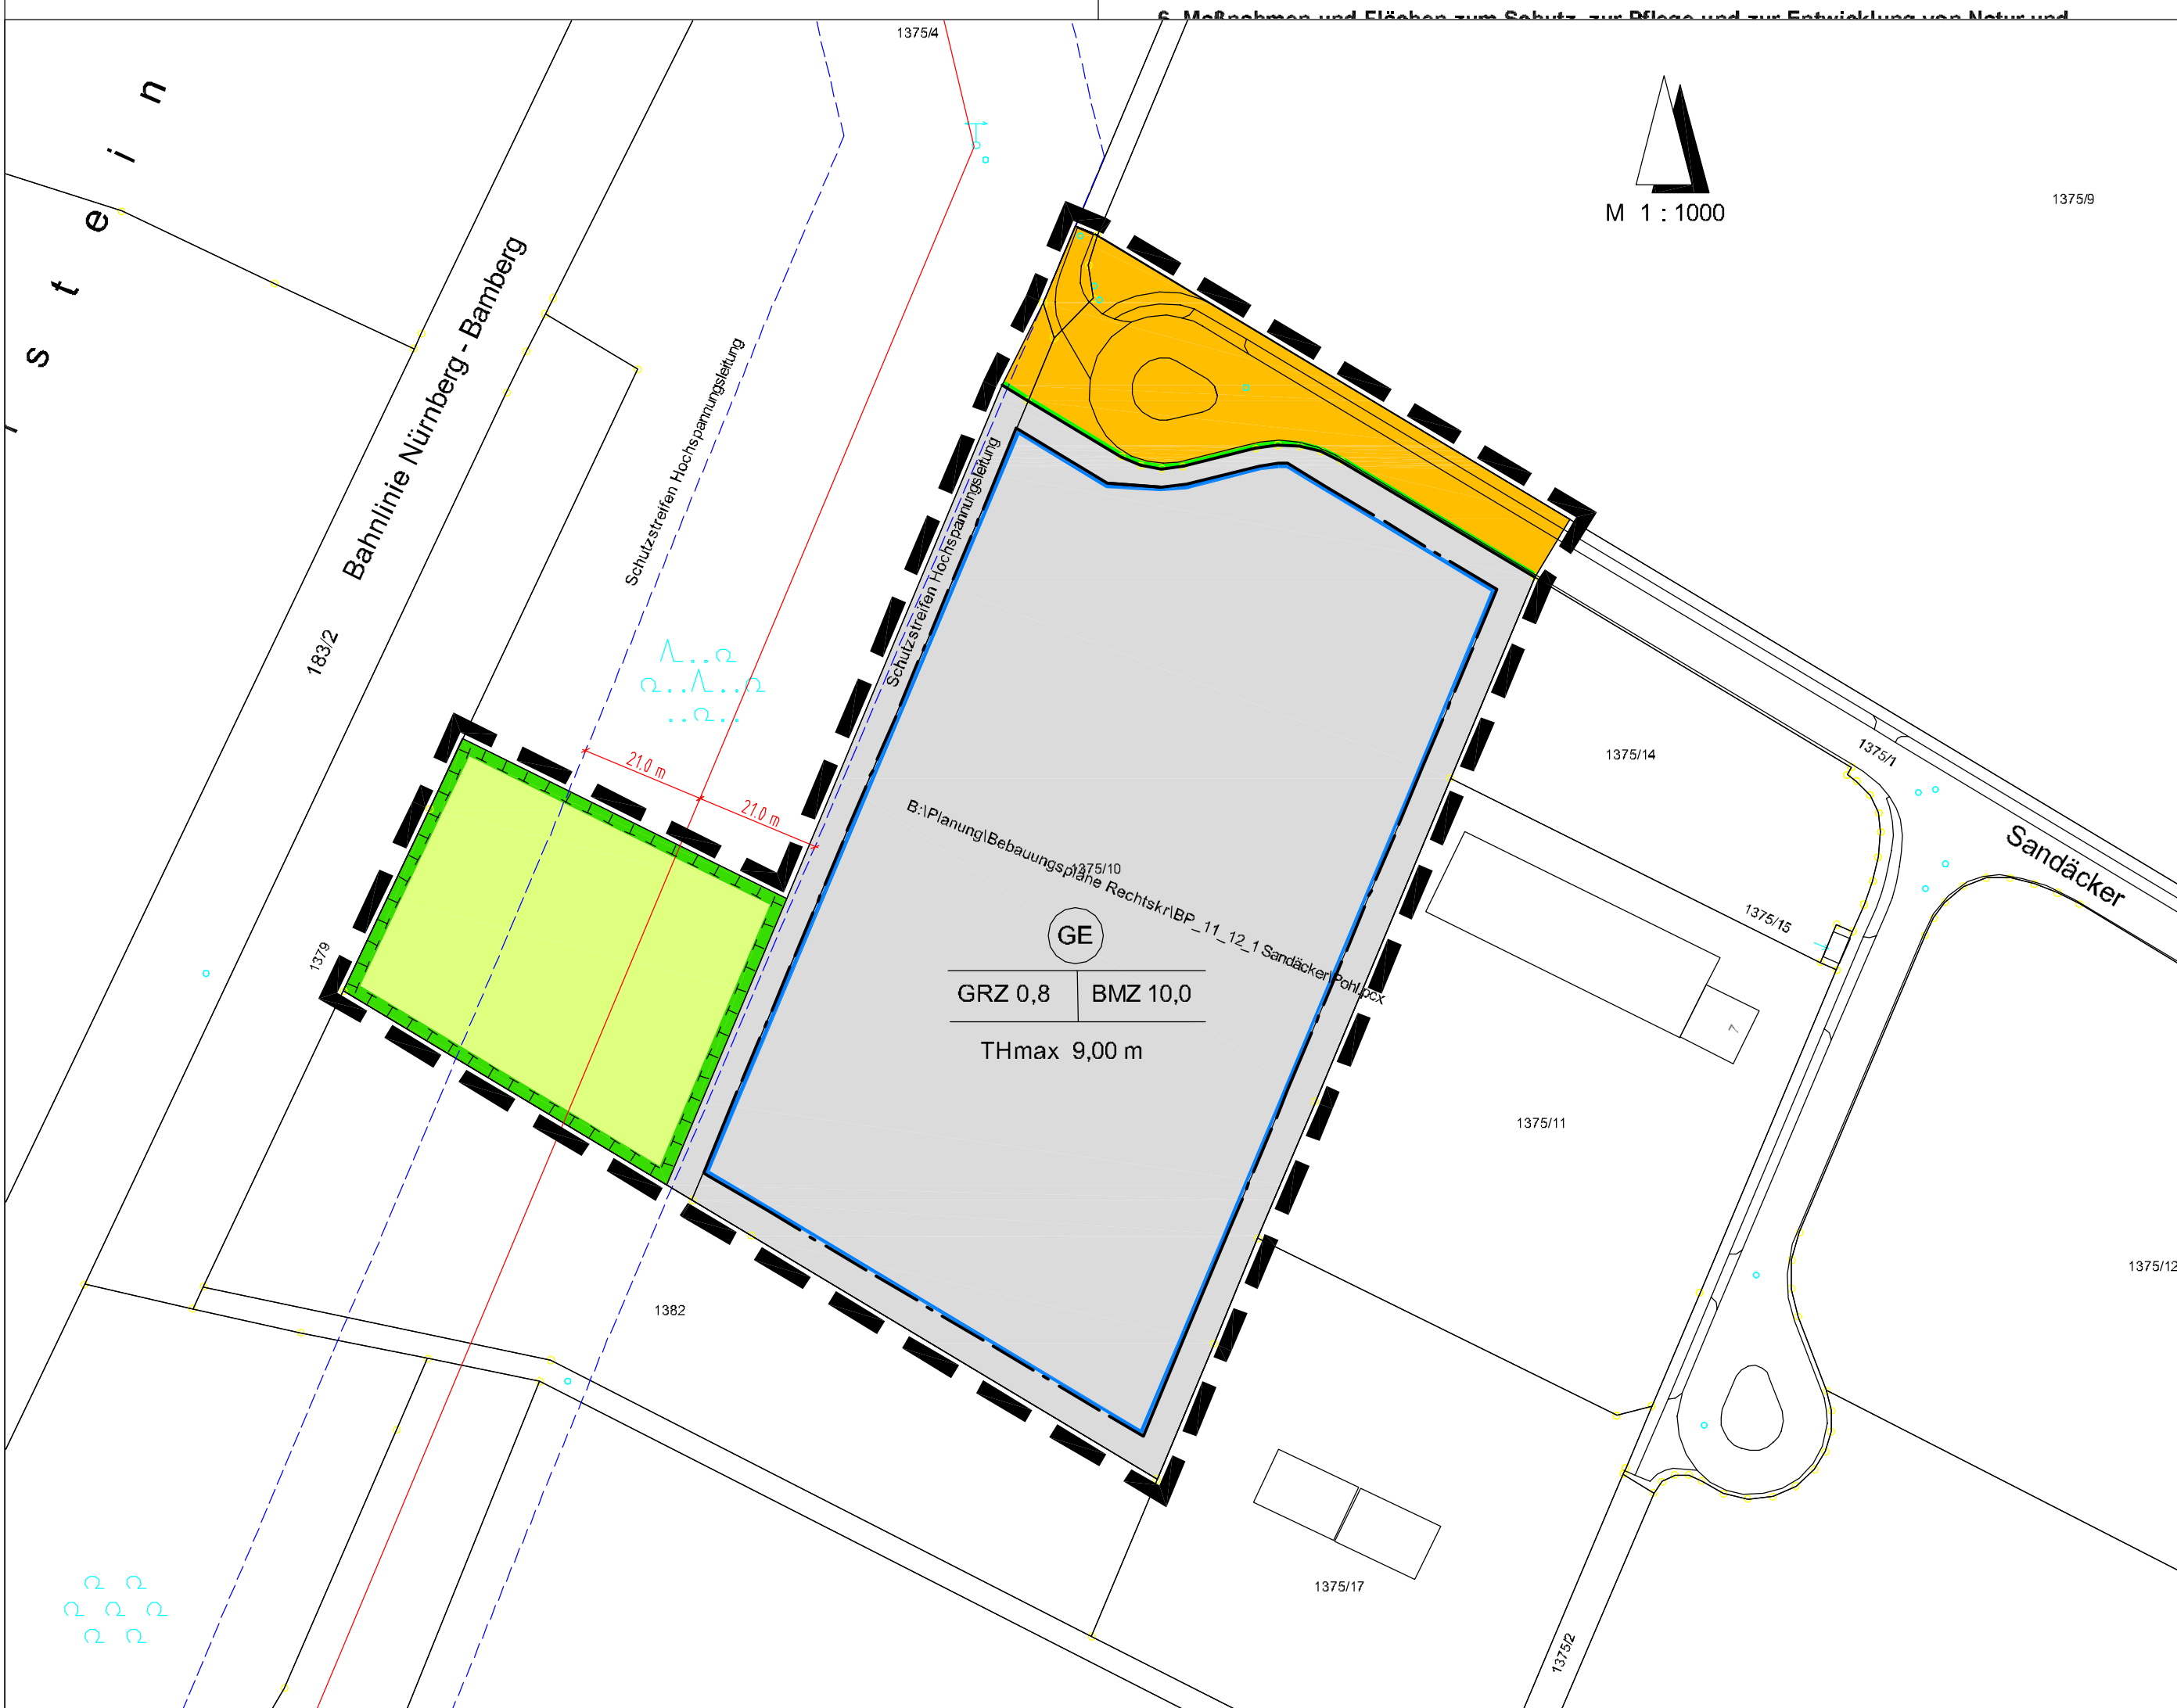 6. Maßnahmen und Flächen zum Schutz, zur Pflege und zur Entwicklung von Natur und
1375/4
s t e i n
M 1 : 1000
1375/9
Bahnlinie Nürnberg - Bamberg
183/2
Schutzstreifen Hochspannungsleitung
Schutzstreifen Hochspannungsleitung
21.0 m
21.0 m
1375/14
1375/1
Sandäcker
B:\Planung\Bebauungspläne Rechtskr\BP_11_12_1 Sandäcker\Pohl.pcx
1375/10
1375/15
GE
GRZ 0,8
BMZ 10,0
THmax 9,00 m
1379
7
1375/11
1375/12
1382
1375/17
1375/2